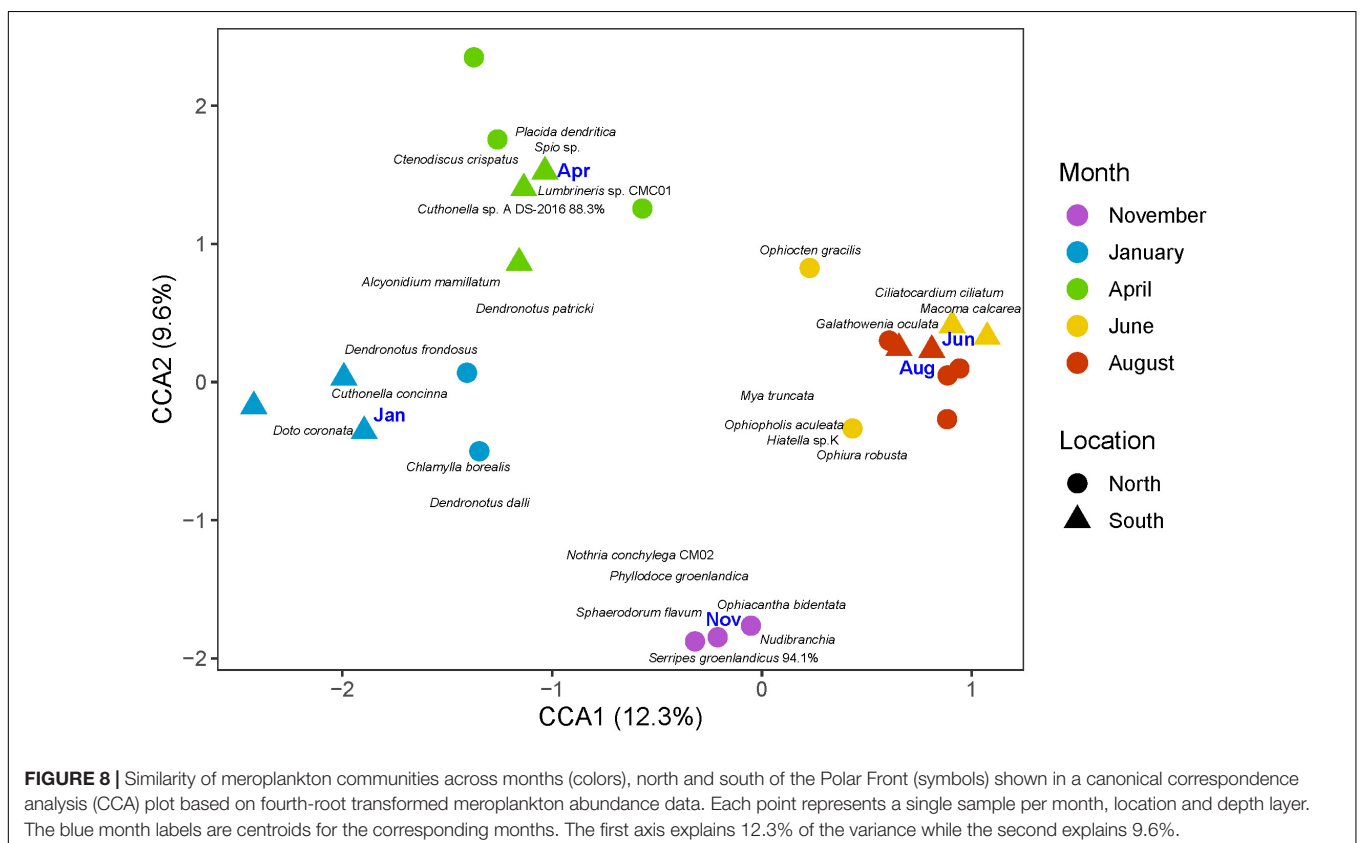 2
1
0
−1
−2
CCA2 (9.6%)
Placida dendritica
Spio sp.
Ctenodiscus crispatus
Apr
Lumbrineris sp. CMC01
Cuthonella sp. A DS-2016 88.3%
Alcyonidium mamillatum
Dendronotus patricki
Ophiocten gracilis
Ciliatocardium ciliatum
Macoma calcarea
Galathowenia oculata
Jun
Aug
Dendronotus frondosus
Cuthonella concinna
Jan
Doto coronata
Chlamylla borealis
Dendronotus dalli
Mya truncata
Ophiopholis aculeata
Hiatella sp.K
Ophiura robusta
Nothria conchylega CM02
Phyllodoce groenlandica
Ophiacantha bidentata
Sphaerodorum flavum
Nov
Nudibranchia
Serripes groenlandicus 94.1%
−2
−1
0
1
CCA1 (12.3%)
Month
November
January
April
June
August
Location
North
South
FIGURE 8 | Similarity of meroplankton communities across months (colors), north and south of the Polar Front (symbols) shown in a canonical correspondence
analysis (CCA) plot based on fourth-root transformed meroplankton abundance data. Each point represents a single sample per month, location and depth layer.
The blue month labels are centroids for the corresponding months. The first axis explains 12.3% of the variance while the second explains 9.6%.